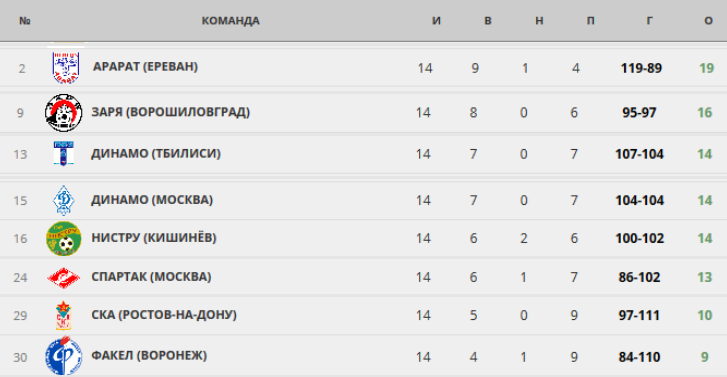 № КОМАНДА И В Н П Г О
2 АРАРАТ (ЕРЕВАН) 14 9 1 4 119-89 19
9 ЗАРЯ (ВОРОШИЛОВГРАД) 14 8 0 6 95-97 16
13 ДИНАМО (ТБИЛИСИ) 14 7 0 7 107-104 14
15 ДИНАМО (МОСКВА) 14 7 0 7 104-104 14
16 НИСТРУ (КИШИНЁВ) 14 6 2 6 100-102 14
24 СПАРТАК (МОСКВА) 14 6 1 7 86-102 13
29 СКА (РОСТОВ-НА-ДОНУ) 14 5 0 9 97-111 10
30 ФАКЕЛ (ВОРОНЕЖ) 14 4 1 9 84-110 9